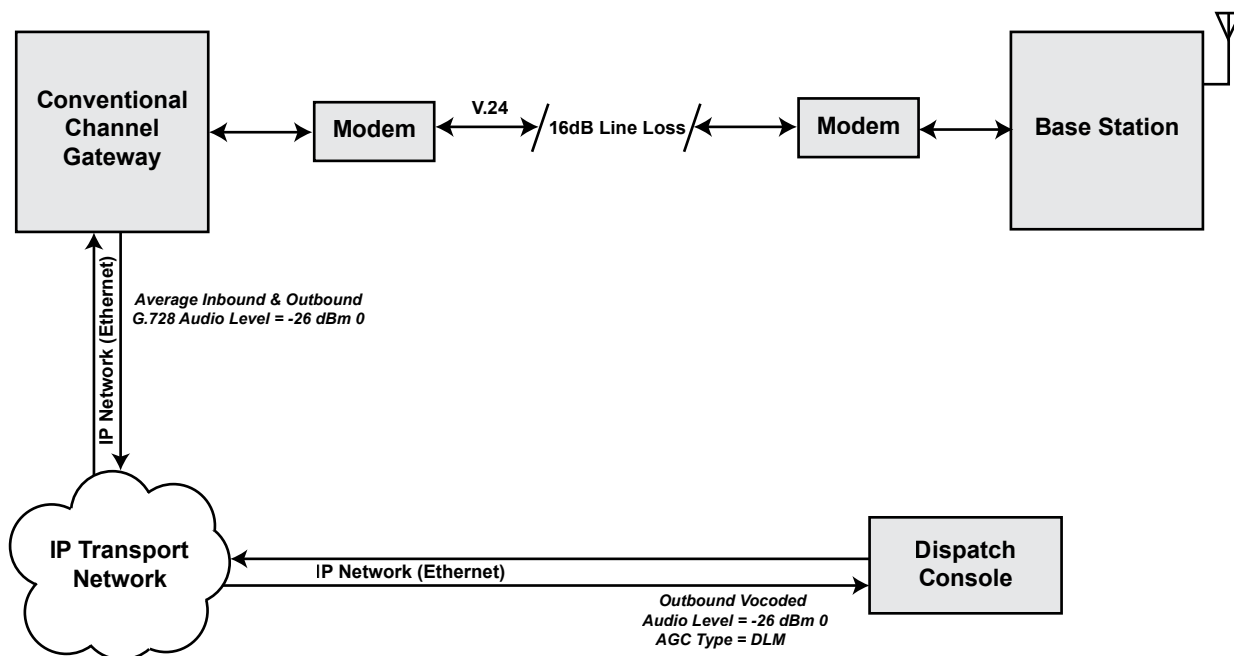 Conventional
Channel
Gateway
Modem
V.24
16dB Line Loss
Modem
Base Station
IP Network (Ethernet)
Average Inbound & Outbound
G.728 Audio Level = -26 dBm 0
IP Transport
Network
IP Network (Ethernet)
Dispatch
Console
Outbound Vocoded
Audio Level = -26 dBm 0
AGC Type = DLM